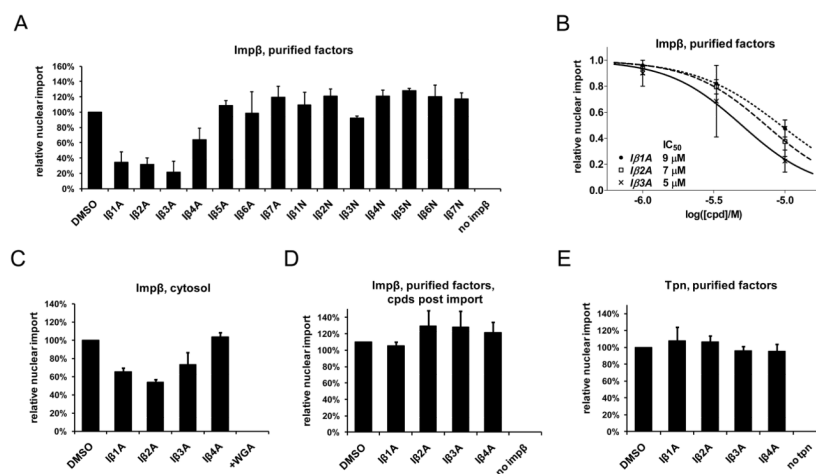 A
Impβ, purified factors
relative nuclear import
160%
140%
120%
100%
80%
60%
40%
20%
0%
DMSO
Iβ1A
Iβ2A
Iβ3A
Iβ4A
Iβ5A
Iβ6A
Iβ7A
Iβ1N
Iβ2N
Iβ3N
Iβ4N
Iβ5N
Iβ6N
Iβ7N
no impβ
B
Impβ, purified factors
relative nuclear import
1.0
0.8
0.6
0.4
0.2
0.0
IC50
Iβ1A 9 µM
Iβ2A 7 µM
Iβ3A 5 µM
-6.0
-5.5
-5.0
log([cpd]/M)
C
Impβ, cytosol
relative nuclear import
140%
120%
100%
80%
60%
40%
20%
0%
DMSO
Iβ1A
Iβ2A
Iβ3A
Iβ4A
+WGA
D
Impβ, purified factors,
cpds post import
relative nuclear import
140%
120%
100%
80%
60%
40%
20%
0%
DMSO
Iβ1A
Iβ2A
Iβ3A
Iβ4A
no impβ
E
Tpn, purified factors
relative nuclear import
140%
120%
100%
80%
60%
40%
20%
0%
DMSO
Iβ1A
Iβ2A
Iβ3A
Iβ4A
no tpn